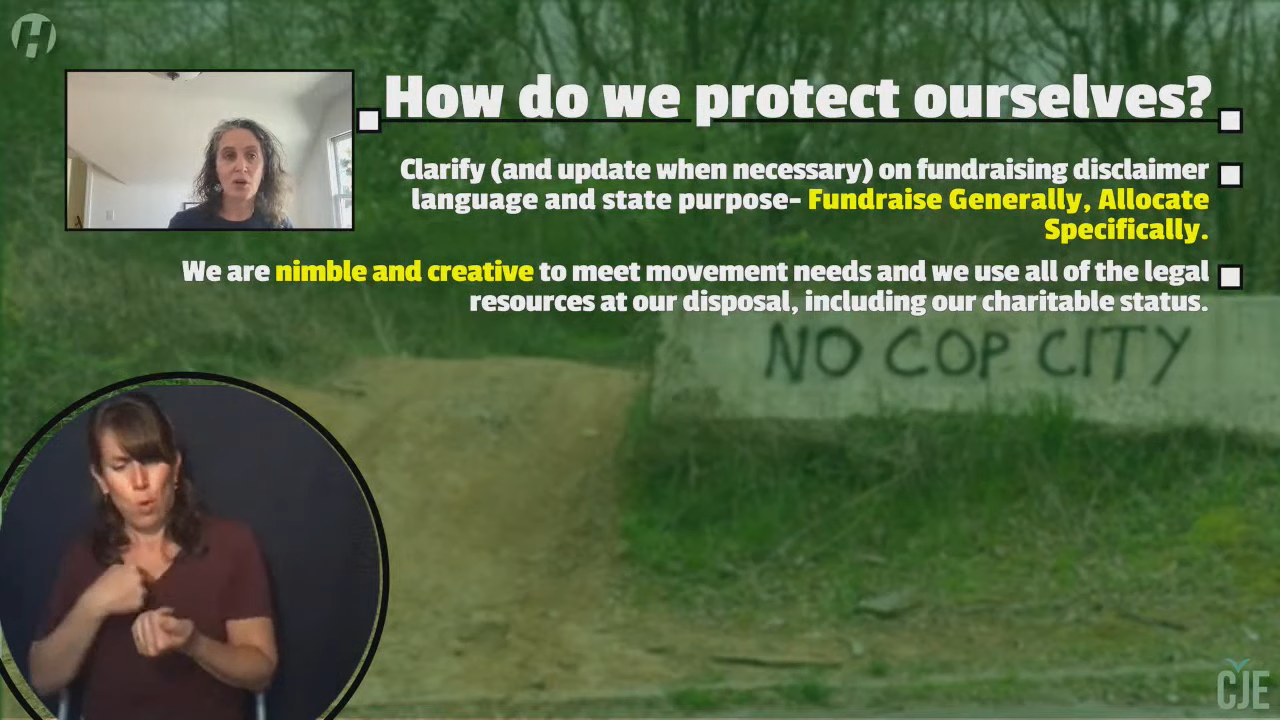 H
How do we protect ourselves?
Clarify (and update when necessary) on fundraising disclaimer
language and state purpose- Fundraise Generally, Allocate
Specifically.
We are nimble and creative to meet movement needs and we use all of the legal
resources at our disposal, including our charitable status.
NO COP CITY
CJE